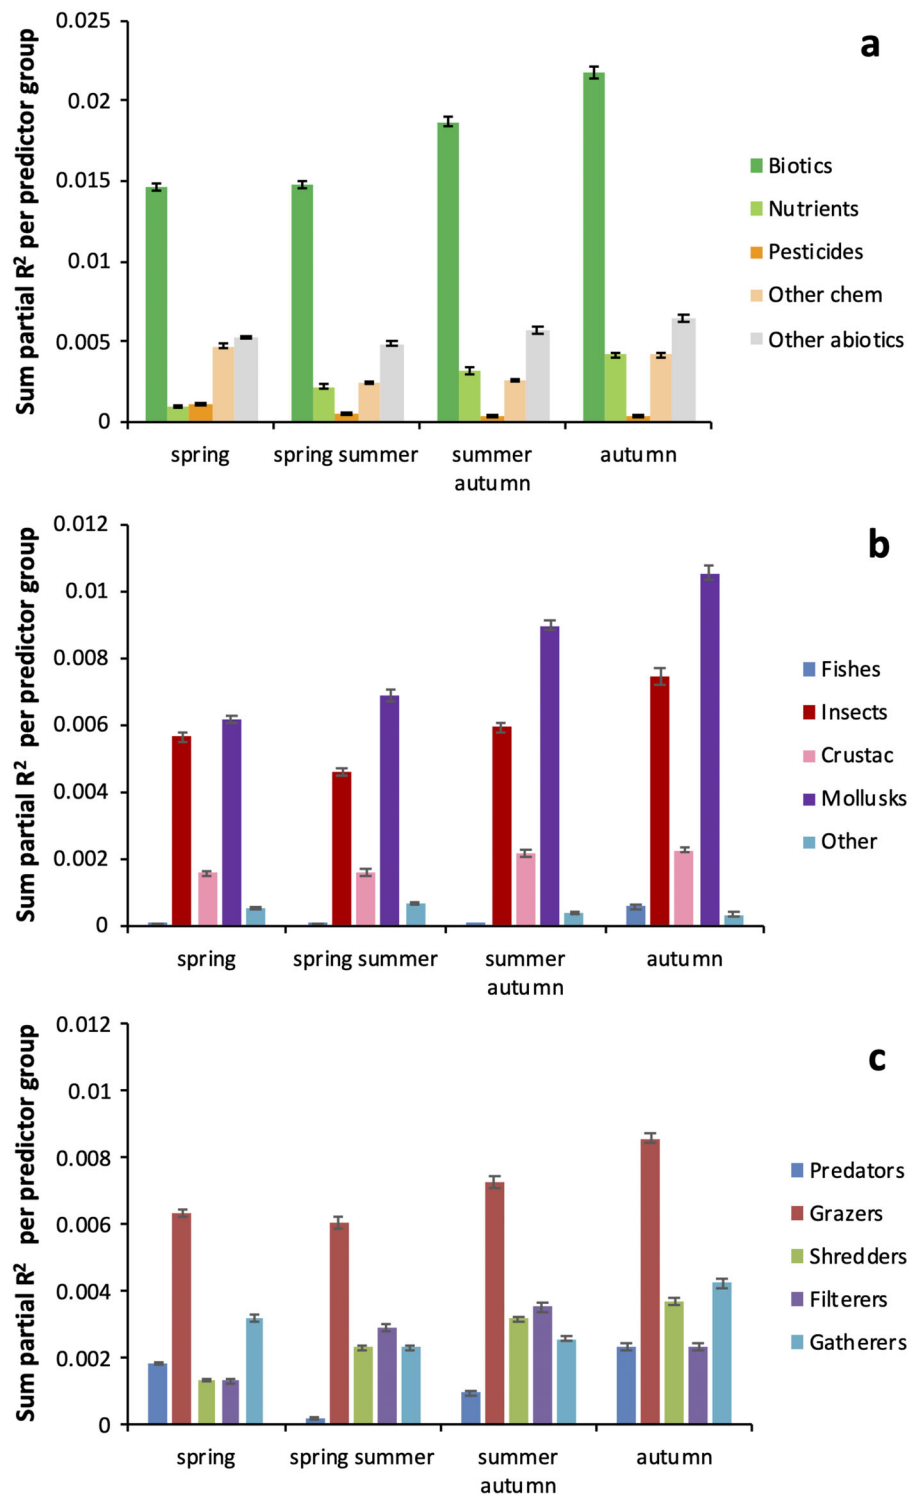 a
Sum partial R² per predictor group
0.025
0.02
0.015
0.01
0.005
0
spring
spring summer
summer
autumn
autumn
Biotics
Nutrients
Pesticides
Other chem
Other abiotics
b
Sum partial R² per predictor group
0.012
0.01
0.008
0.006
0.004
0.002
0
spring
spring summer
summer
autumn
autumn
Fishes
Insects
Crustac
Mollusks
Other
c
Sum partial R² per predictor group
0.012
0.01
0.008
0.006
0.004
0.002
0
spring
spring summer
summer
autumn
autumn
Predators
Grazers
Shredders
Filterers
Gatherers